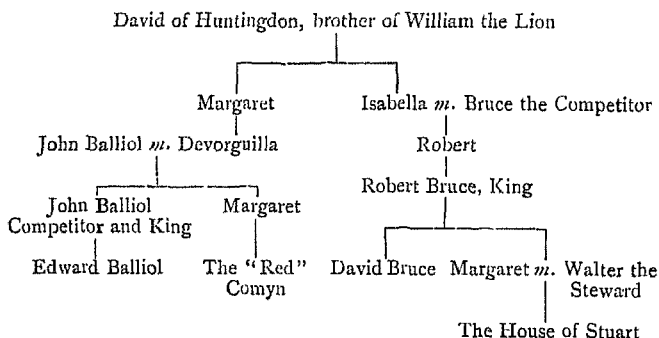 David of Huntingdon, brother of William the Lion
Margaret
Isabella m. Bruce the Competitor
John Balliol m. Devorguilla
Robert
Robert Bruce, King
John Balliol
Competitor and King
Margaret
Edward Balliol
The "Red"
Comyn
David Bruce
Margaret m. Walter the
Steward
The House of Stuart